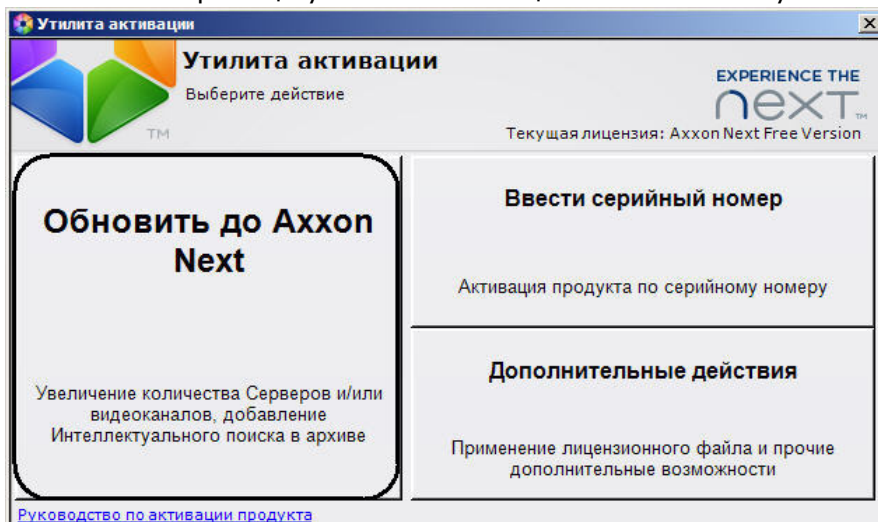 Утилита активации
Утилита активации
Выберите действие
TM
EXPERIENCE THE
next TM
Текущая лицензия: Axxon Next Free Version
Обновить до Axxon
Next
Увеличение количества Серверов и/или
видеоканалов, добавление
Интеллектуального поиска в архиве
Ввести серийный номер
Активация продукта по серийному номеру
Дополнительные действия
Применение лицензионного файла и прочие
дополнительные возможности
Руководство по активации продукта